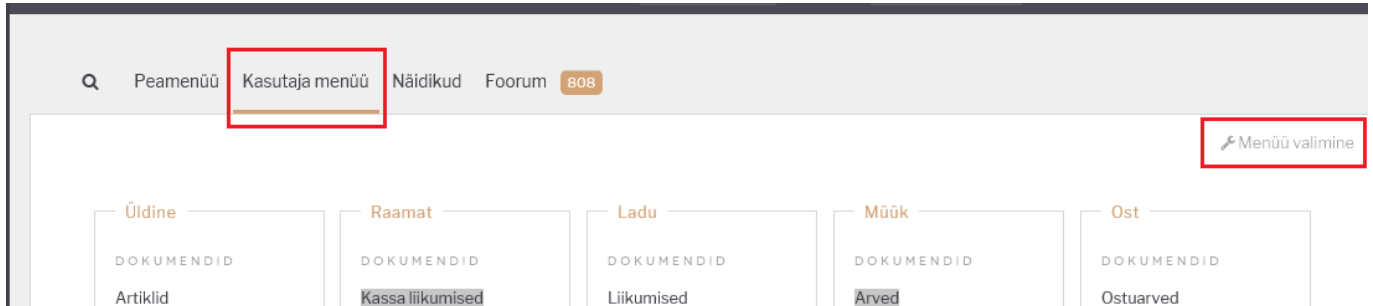 Peamenüü Kasutaja menüü Näidikud Foorum 808
Menüü valimine
Üldine Raamat Ladu Müük Ost
DOKUMENDID DOKUMENDID DOKUMENDID DOKUMENDID DOKUMENDID
Artiklid Kassa liikumised Liikumised Arved Ostuarved